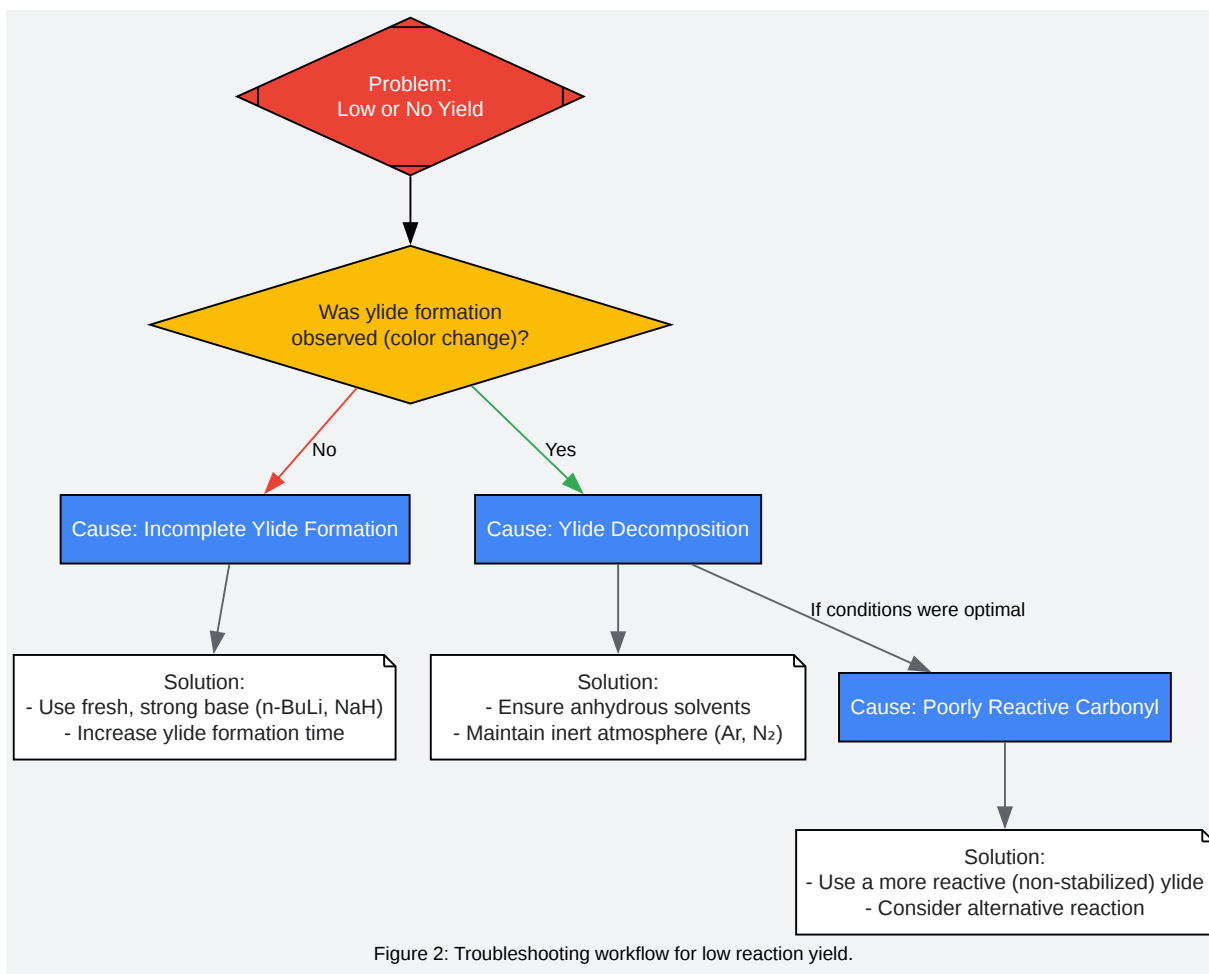 Problem:
Low or No Yield
Was ylide formation
observed (color change)?
No
Yes
Cause: Incomplete Ylide Formation
Cause: Ylide Decomposition
If conditions were optimal
Solution:
- Use fresh, strong base (n-BuLi, NaH)
- Increase ylide formation time
Solution:
- Ensure anhydrous solvents
- Maintain inert atmosphere (Ar, N₂)
Cause: Poorly Reactive Carbonyl
Solution:
- Use a more reactive (non-stabilized) ylide
- Consider alternative reaction
Figure 2: Troubleshooting workflow for low reaction yield.